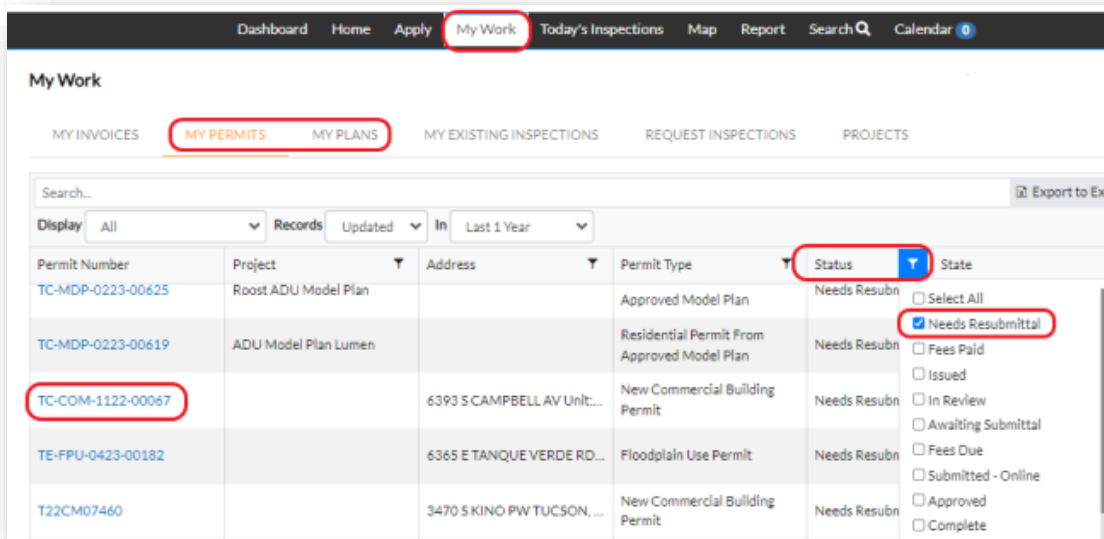 Dashboard Home Apply My Work Today's Inspections Map Report Search Calendar 0
My Work
MY INVOICES MY PERMITS MY PLANS MY EXISTING INSPECTIONS REQUEST INSPECTIONS PROJECTS
Search...
Export to Ex
Display All Records Updated In Last 1 Year
Permit Number Project Address Permit Type Status State
TC-MDP-0223-00625 Roost ADU Model Plan Approved Model Plan Needs Resubn
TC-MDP-0223-00619 ADU Model Plan Lumen Residential Permit From Needs Resubn
Approved Model Plan
TC-COM-1122-00067 6393 S CAMPBELL AV Unit:... New Commercial Building Needs Resubn
Permit
TE-FPU-0423-00182 6365 E TANQUE VERDE RD... Floodplain Use Permit Needs Resubn
T22CM07460 3470 S KINO PW TUCSON, ... New Commercial Building Needs Resubn
Permit
Select All
Needs Resubmittal
Fees Paid
Issued
In Review
Awaiting Submittal
Fees Due
Submitted - Online
Approved
Complete